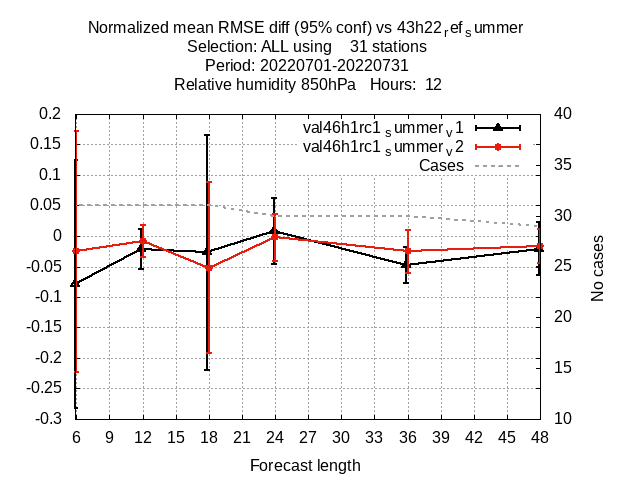 Normalized mean RMSE diff (95% conf) vs 43h22ᵣefₛummer
Selection: ALL using 31 stations
Period: 20220701-20220731
Relative humidity 850hPa Hours: 12
val46h1rc1ₛummerᵥ1
val46h1rc1ₛummerᵥ2
Cases
0.2
0.15
0.1
0.05
0
-0.05
-0.1
-0.15
-0.2
-0.25
-0.3
40
35
30
25
20
15
10
No cases
6 9 12 15 18 21 24 27 30 33 36 39 42 45 48
Forecast length